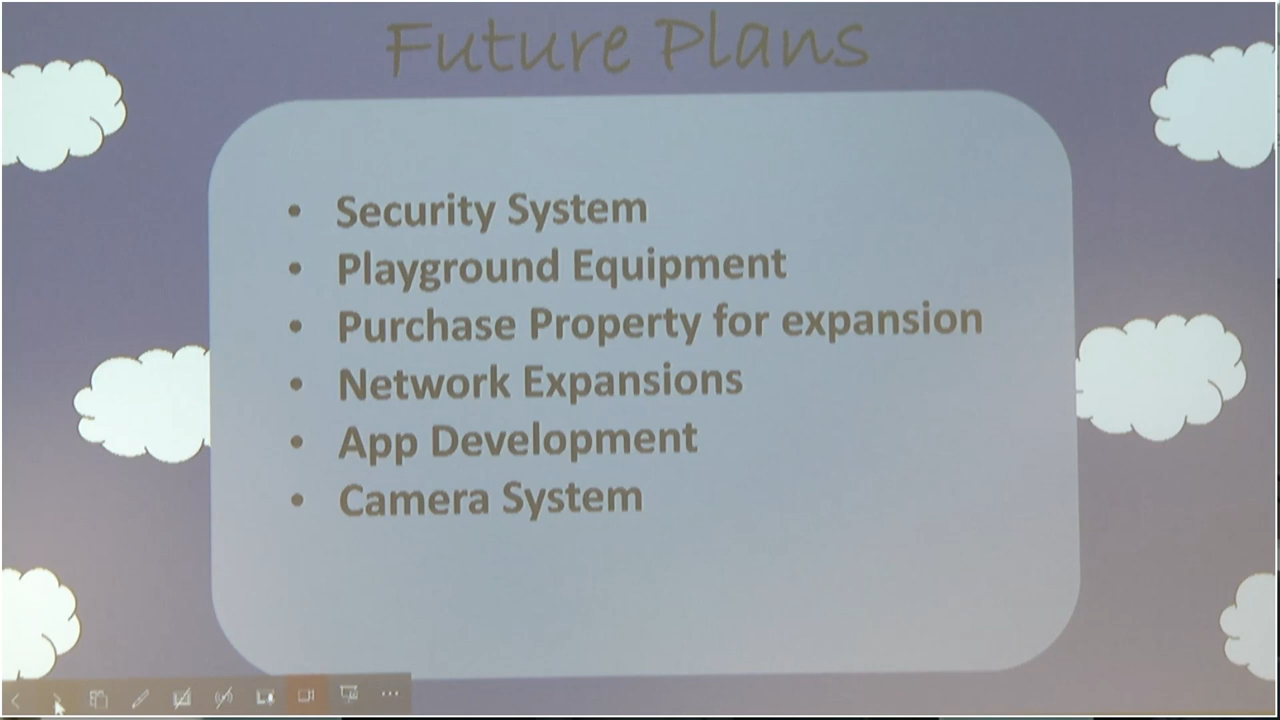 Future Plans
• Security System
• Playground Equipment
• Purchase Property for expansion
• Network Expansions
• App Development
• Camera System